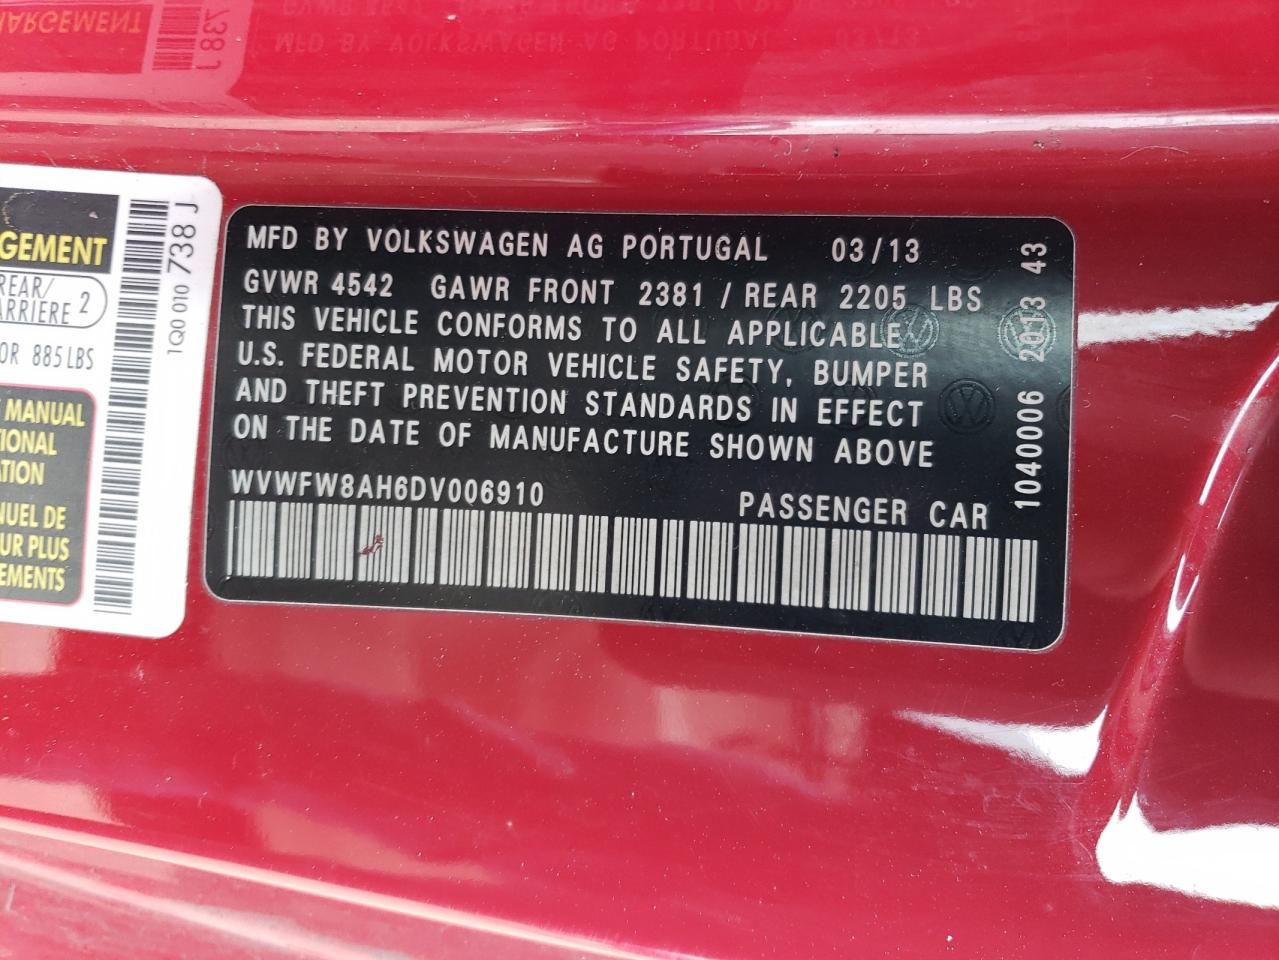 GEMENT
REAR/
ARRIERE 2
OR 885 LBS
MANUAL
TIONAL
ATION
NUEL DE
UR PLUS
EMENTS
1Q0 010 738 J
MFD BY VOLKSWAGEN AG PORTUGAL 03/13
GVWR 4542 GAWR FRONT 2381 / REAR 2205 LBS
THIS VEHICLE CONFORMS TO ALL APPLICABLE
U.S. FEDERAL MOTOR VEHICLE SAFETY, BUMPER
AND THEFT PREVENTION STANDARDS IN EFFECT
ON THE DATE OF MANUFACTURE SHOWN ABOVE
WVWFW8AH6DV006910 PASSENGER CAR
1040006 2013 43